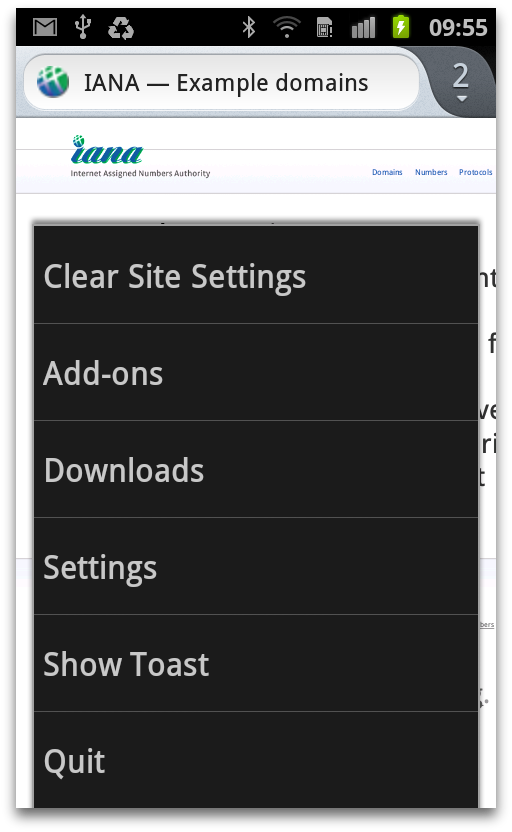 09:55
IANA — Example domains
2
iana
Internet Assigned Numbers Authority
Domains Numbers Protocols
Clear Site Settings
Add-ons
Downloads
Settings
Show Toast
Quit